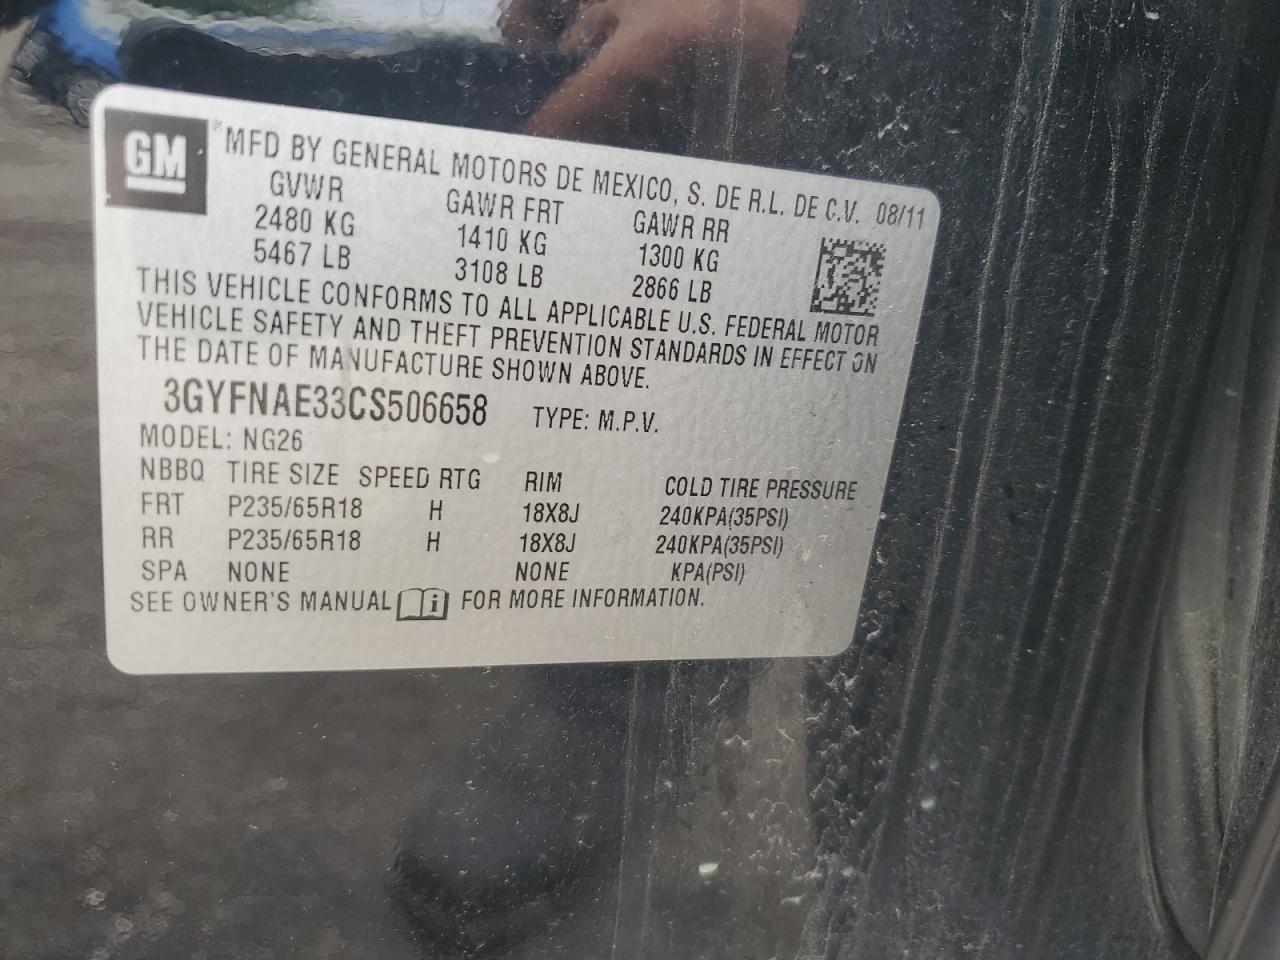 GM
® MFD BY GENERAL MOTORS DE MEXICO, S. DE R.L. DE C.V. 08/11
GVWR GAWR FRT GAWR RR
2480 KG 1410 KG 1300 KG
5467 LB 3108 LB 2866 LB
THIS VEHICLE CONFORMS TO ALL APPLICABLE U.S. FEDERAL MOTOR
VEHICLE SAFETY AND THEFT PREVENTION STANDARDS IN EFFECT ON
THE DATE OF MANUFACTURE SHOWN ABOVE.
3GYFNAE33CS506658 TYPE: M.P.V.
MODEL: NG26
NBBQ TIRE SIZE SPEED RTG RIM COLD TIRE PRESSURE
FRT P235/65R18 H 18X8J 240KPA(35PSI)
RR P235/65R18 H 18X8J 240KPA(35PSI)
SPA NONE NONE KPA(PSI)
SEE OWNER'S MANUAL i FOR MORE INFORMATION.